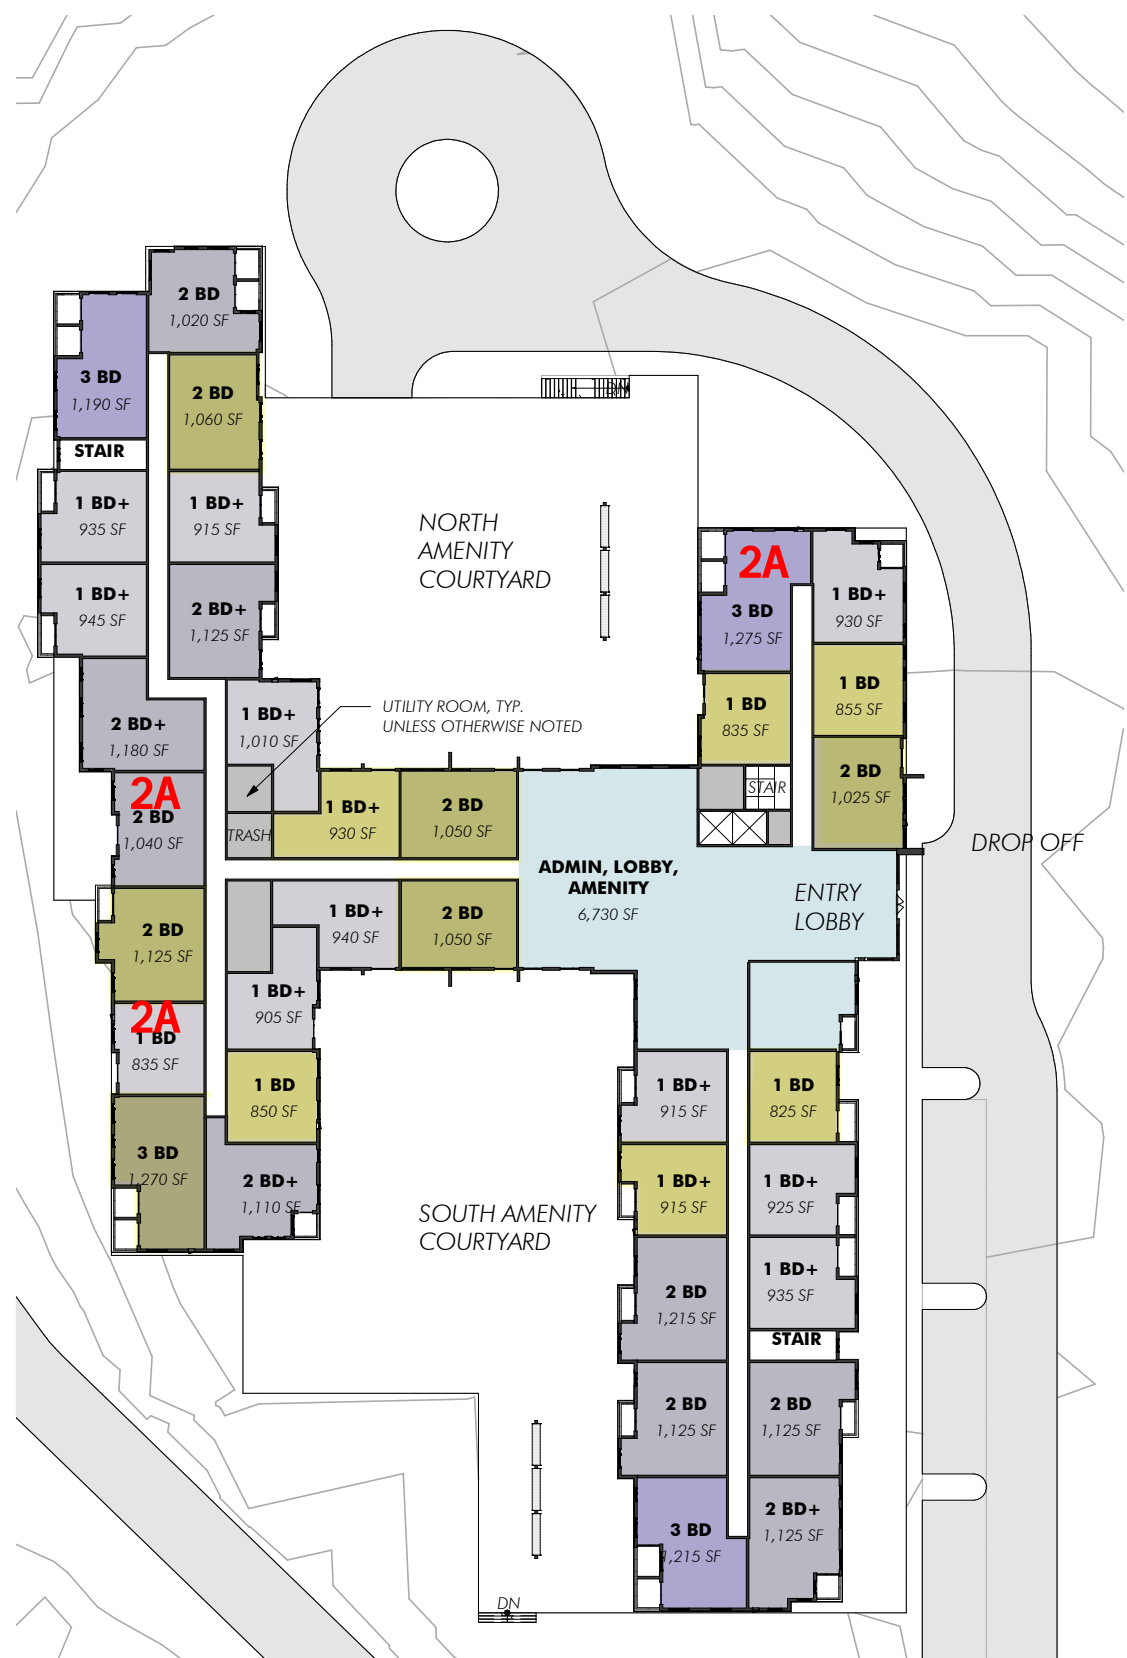 2 BD
1,020 SF
3 BD
1,190 SF
2 BD
1,060 SF
DN
STAIR
1 BD+
935 SF
1 BD+
915 SF
NORTH
AMENITY
COURTYARD
1 BD+
945 SF
2 BD+
1,125 SF
2A
3 BD
1,275 SF
1 BD+
930 SF
2 BD+
1,180 SF
1 BD+
1,010 SF
UTILITY ROOM, TYP.
UNLESS OTHERWISE NOTED
1 BD
835 SF
1 BD
855 SF
2A
2 BD
1,040 SF
TRASH
1 BD+
930 SF
2 BD
1,050 SF
STAIR
2 BD
1,025 SF
DROP OFF
ADMIN, LOBBY,
AMENITY
6,730 SF
ENTRY
LOBBY
2 BD
1,125 SF
1 BD+
940 SF
2 BD
1,050 SF
2A
1 BD
835 SF
1 BD+
905 SF
1 BD
850 SF
1 BD+
915 SF
1 BD
825 SF
3 BD
1,270 SF
2 BD+
1,110 SF
SOUTH AMENITY
COURTYARD
1 BD+
915 SF
1 BD+
925 SF
2 BD
1,215 SF
1 BD+
935 SF
STAIR
2 BD
1,125 SF
2 BD
1,125 SF
3 BD
1,215 SF
2 BD+
1,125 SF
DN